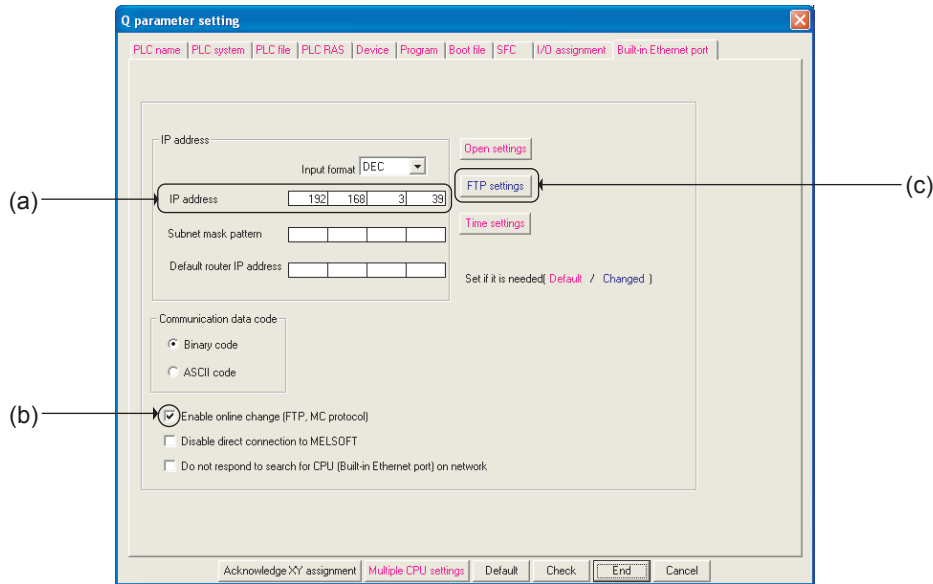 Q parameter setting
PLC name PLC system PLC file PLC RAS Device Program Boot file SFC I/O assignment Built-in Ethernet port
IP address
Input format DEC
Open settings
(a)
IP address 192 168 3 39
FTP settings
(c)
Subnet mask pattern
Time settings
Default router IP address
Set if it is needed( Default / Changed )
Communication data code
Binary code
ASCII code
(b)
Enable online change (FTP, MC protocol)
Disable direct connection to MELSOFT
Do not respond to search for CPU (Built-in Ethernet port) on network
Acknowledge XY assignment Multiple CPU settings Default Check End Cancel